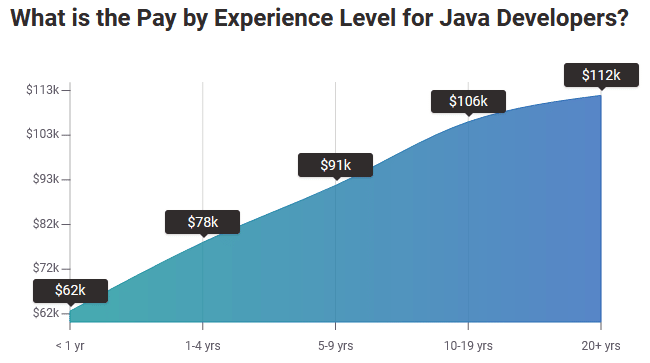 What is the Pay by Experience Level for Java Developers?
$112k
$113k
$106k
$103k
$91k
$93k
$78k
$82k
$72k
$62k
$62k
< 1 yr 1-4 yrs 5-9 yrs 10-19 yrs 20+ yrs